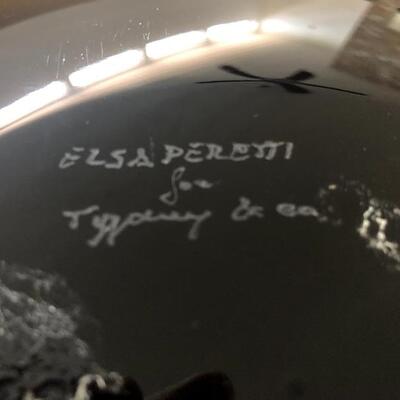 ELSA PERETTI
for
Tiffany & Co.